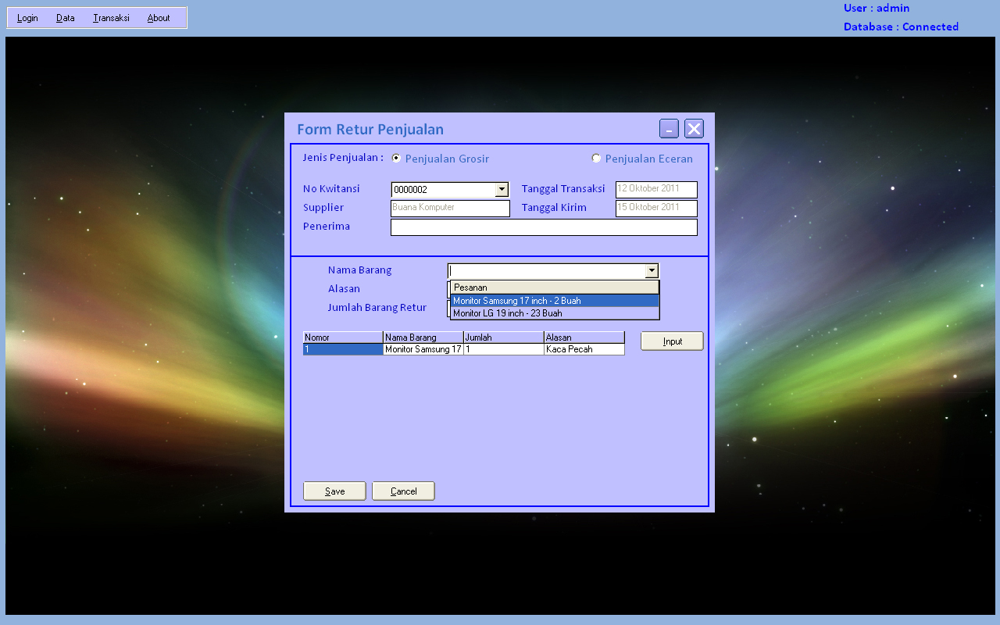 Login Data Transaksi About
User : admin
Database : Connected
Form Retur Penjualan
Jenis Penjualan : Penjualan Grosir Penjualan Eceran
No Kwitansi 0000002 Tanggal Transaksi 12 Oktober 2011
Supplier Buana Komputer Tanggal Kirim 15 Oktober 2011
Penerima
Nama Barang
Pesanan
Alasan
Monitor Samsung 17 inch - 2 Buah
Jumlah Barang Retur
Monitor LG 19 inch - 23 Buah
Nomor Nama Barang Jumlah Alasan
1 Monitor Samsung 17 1 Kaca Pecah
Input
Save Cancel